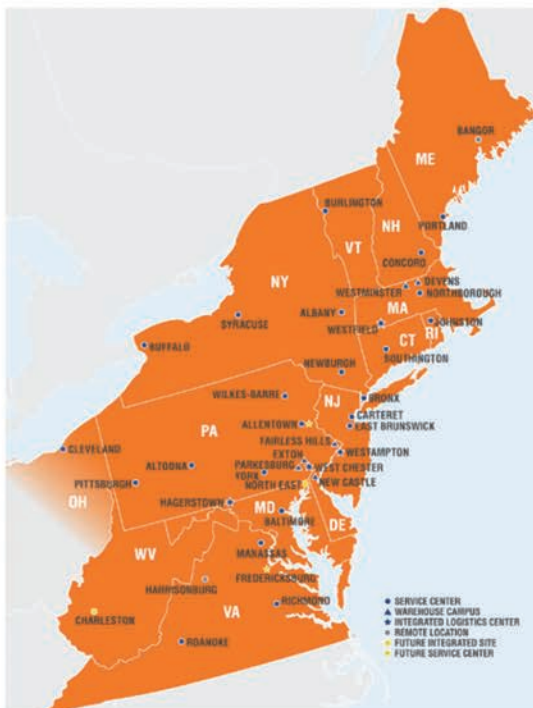 BANGOR
ME
BURLINGTON
PORTLAND
NH
VT
CONCORD
NY
DEVENS
WESTMINSTER
NORTHBOROUGH
MA
ALBANY
SYRACUSE
JOHNSTON
WESTFIELD
RI
CT
BUFFALO
SOUTHINGTON
NEWBURGH
WILKES-BARRE
BRONX
NJ
CARTERET
ALLENTOWN
EAST BRUNSWICK
PA
FAIRLESS HILLS
CLEVELAND
WESTAMPTON
EXTON
ALTOONA
PARKESBURG
WEST CHESTER
YORK
NEW CASTLE
PITTSBURGH
NORTH EAST
OH
HAGERSTOWN
MD
BALTIMORE
DE
WV
MANASSAS
FREDERICKSBURG
HARRISONBURG
RICHMOND
VA
CHARLESTON
ROANOKE
SERVICE CENTER
WAREHOUSE CAMPUS
INTEGRATED LOGISTICS CENTER
REMOTE LOCATION
FUTURE INTEGRATED SITE
FUTURE SERVICE CENTER